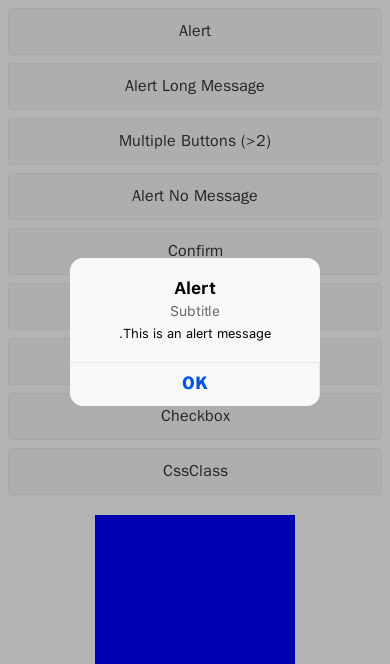 Alert
Alert Long Message
Multiple Buttons (>2)
Alert No Message
Confirm
Alert
Subtitle
.This is an alert message
OK
Checkbox
CssClass